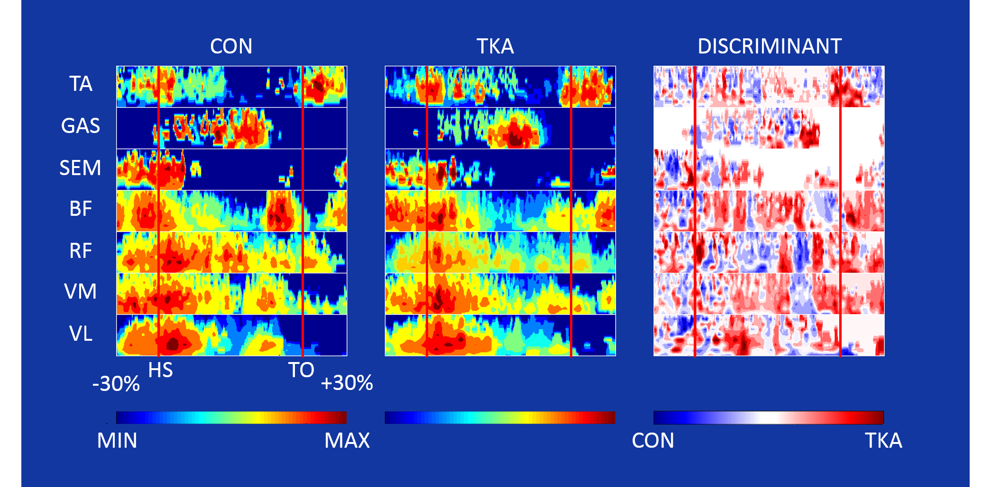 CON TKA DISCRIMINANT
TA
GAS
SEM
BF
RF
VM
VL
HS TO
-30% +30%
MIN MAX CON TKA